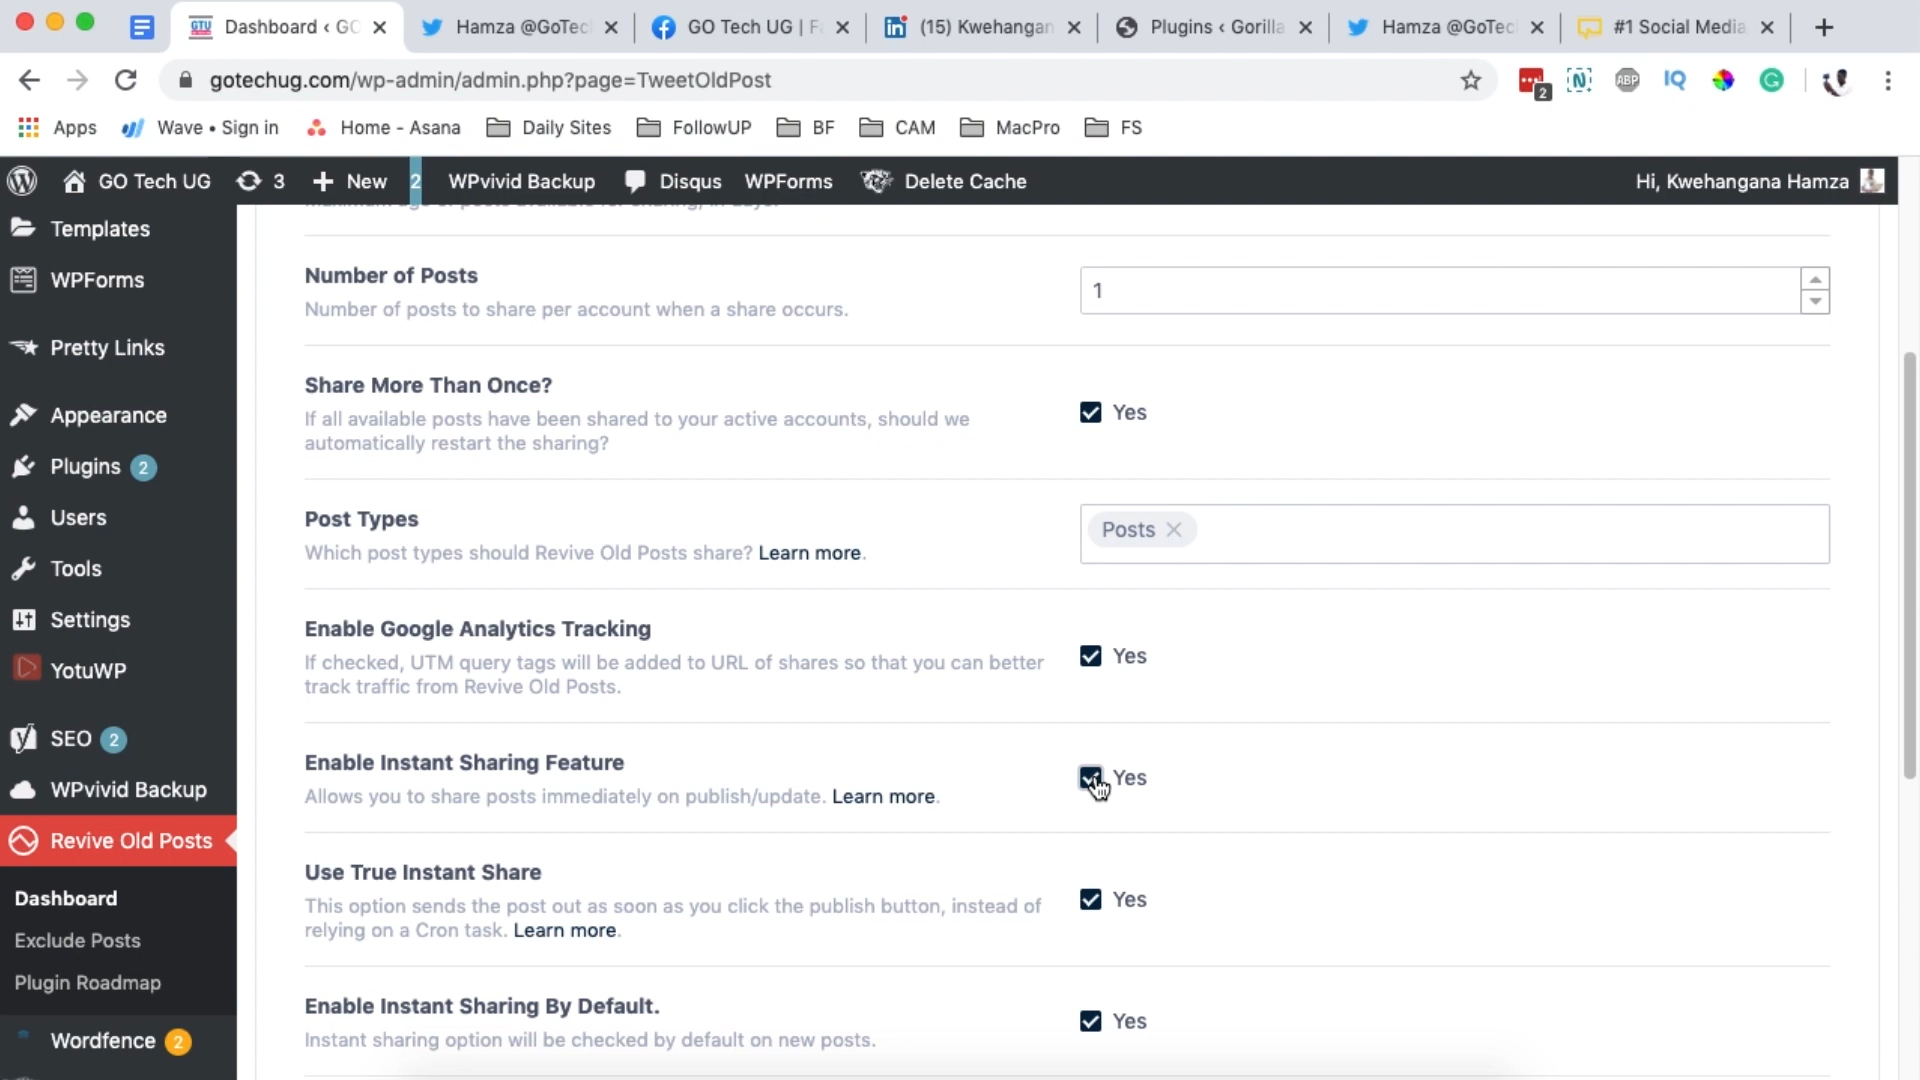 Dashboard ‹ GO
Hamza @GoTec
GO Tech UG | Fa
(15) Kwehangan
Plugins ‹ Gorilla
Hamza @GoTec
#1 Social Media
gotechug.com/wp-admin/admin.php?page=TweetOldPost
2
ABP
IQ
Apps
Wave • Sign in
Home - Asana
Daily Sites
FollowUP
BF
CAM
MacPro
FS
GO Tech UG
3
New
2
WPvivid Backup
Disqus
WPForms
Delete Cache
Hi, Kwehangana Hamza
Templates
WPForms
Pretty Links
Appearance
Plugins 2
Users
Tools
Settings
YotuWP
SEO 2
WPvivid Backup
Revive Old Posts
Dashboard
Exclude Posts
Plugin Roadmap
Wordfence 2
Number of Posts
Number of posts to share per account when a share occurs.
1
Share More Than Once?
If all available posts have been shared to your active accounts, should we
automatically restart the sharing?
Yes
Post Types
Which post types should Revive Old Posts share? Learn more.
Posts
Enable Google Analytics Tracking
If checked, UTM query tags will be added to URL of shares so that you can better
track traffic from Revive Old Posts.
Yes
Enable Instant Sharing Feature
Allows you to share posts immediately on publish/update. Learn more.
Yes
Use True Instant Share
This option sends the post out as soon as you click the publish button, instead of
relying on a Cron task. Learn more.
Yes
Enable Instant Sharing By Default.
Instant sharing option will be checked by default on new posts.
Yes